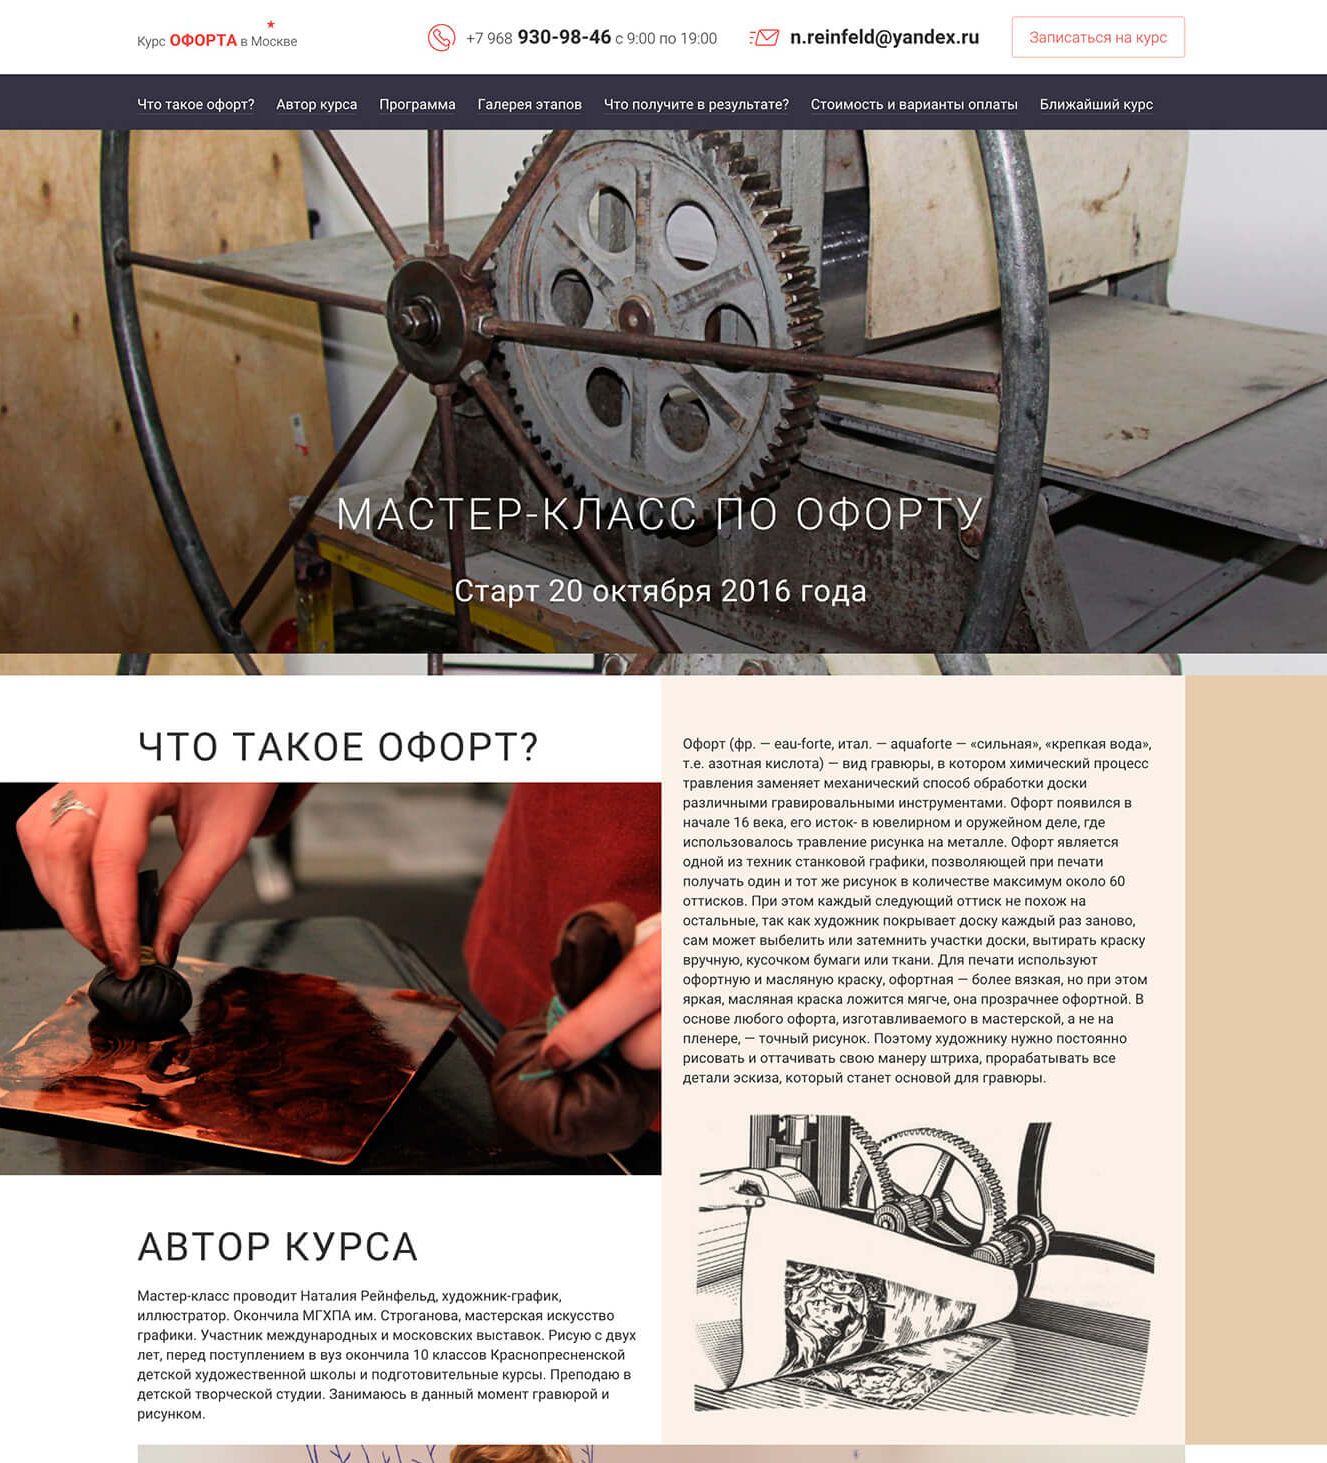 Курс ОФОРТА в Москве
+7 968 930-98-46 с 9:00 по 19:00
n.reinfeld@yandex.ru
Записаться на курс
Что такое офорт? Автор курса Программа Галерея этапов Что получите в результате? Стоимость и варианты оплаты Ближайший курс
МАСТЕР-КЛАСС ПО ОФОРТУ
Старт 20 октября 2016 года
ЧТО ТАКОЕ ОФОРТ?
Офорт (фр. — eau-forte, итал. — aquaforte — «сильная», «крепкая вода»,
т.е. азотная кислота) — вид гравюры, в котором химический процесс
травления заменяет механический способ обработки доски
различными гравировальными инструментами. Офорт появился в
начале 16 века, его исток- в ювелирном и оружейном деле, где
использовалось травление рисунка на металле. Офорт является
одной из техник станковой графики, позволяющей при печати
получать один и тот же рисунок в количестве максимум около 60
оттисков. При этом каждый следующий оттиск не похож на
остальные, так как художник покрывает доску каждый раз заново,
сам может выбелить или затемнить участки доски, вытирать краску
вручную, кусочком бумаги или ткани. Для печати используют
офортную и масляную краску, офортная — более вязкая, но при этом
яркая, масляная краска ложится мягче, она прозрачнее офортной. В
основе любого офорта, изготавливаемого в мастерской, а не на
пленере, — точный рисунок. Поэтому художнику нужно постоянно
рисовать и оттачивать свою манеру штриха, прорабатывать все
детали эскиза, который станет основой для гравюры.
АВТОР КУРСА
Мастер-класс проводит Наталия Рейнфельд, художник-график,
иллюстратор. Окончила МГХПА им. Строганова, мастерская искусство
графики. Участник международных и московских выставок. Рисую с двух
лет, перед поступлением в вуз окончила 10 классов Краснопресненской
детской художественной школы и подготовительные курсы. Преподаю в
детской творческой студии. Занимаюсь в данный момент гравюрой и
рисунком.